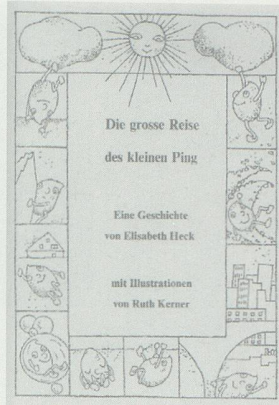 Die grosse Reise
des kleinen Ping
Eine Geschichte
von Elisabeth Heck
mit Illustrationen
von Ruth Kerner